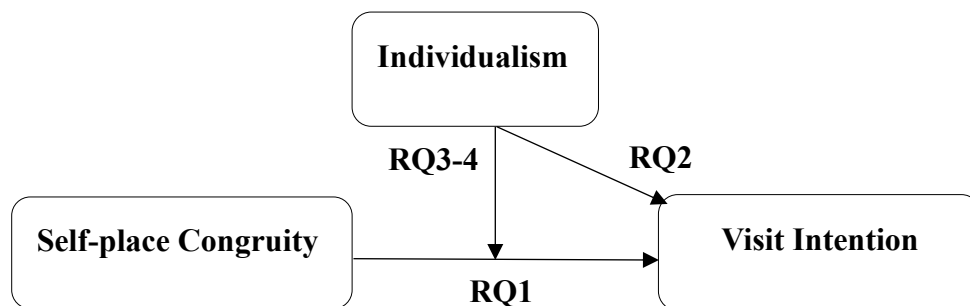 Individualism
RQ3-4
RQ2
Self-place Congruity
Visit Intention
RQ1